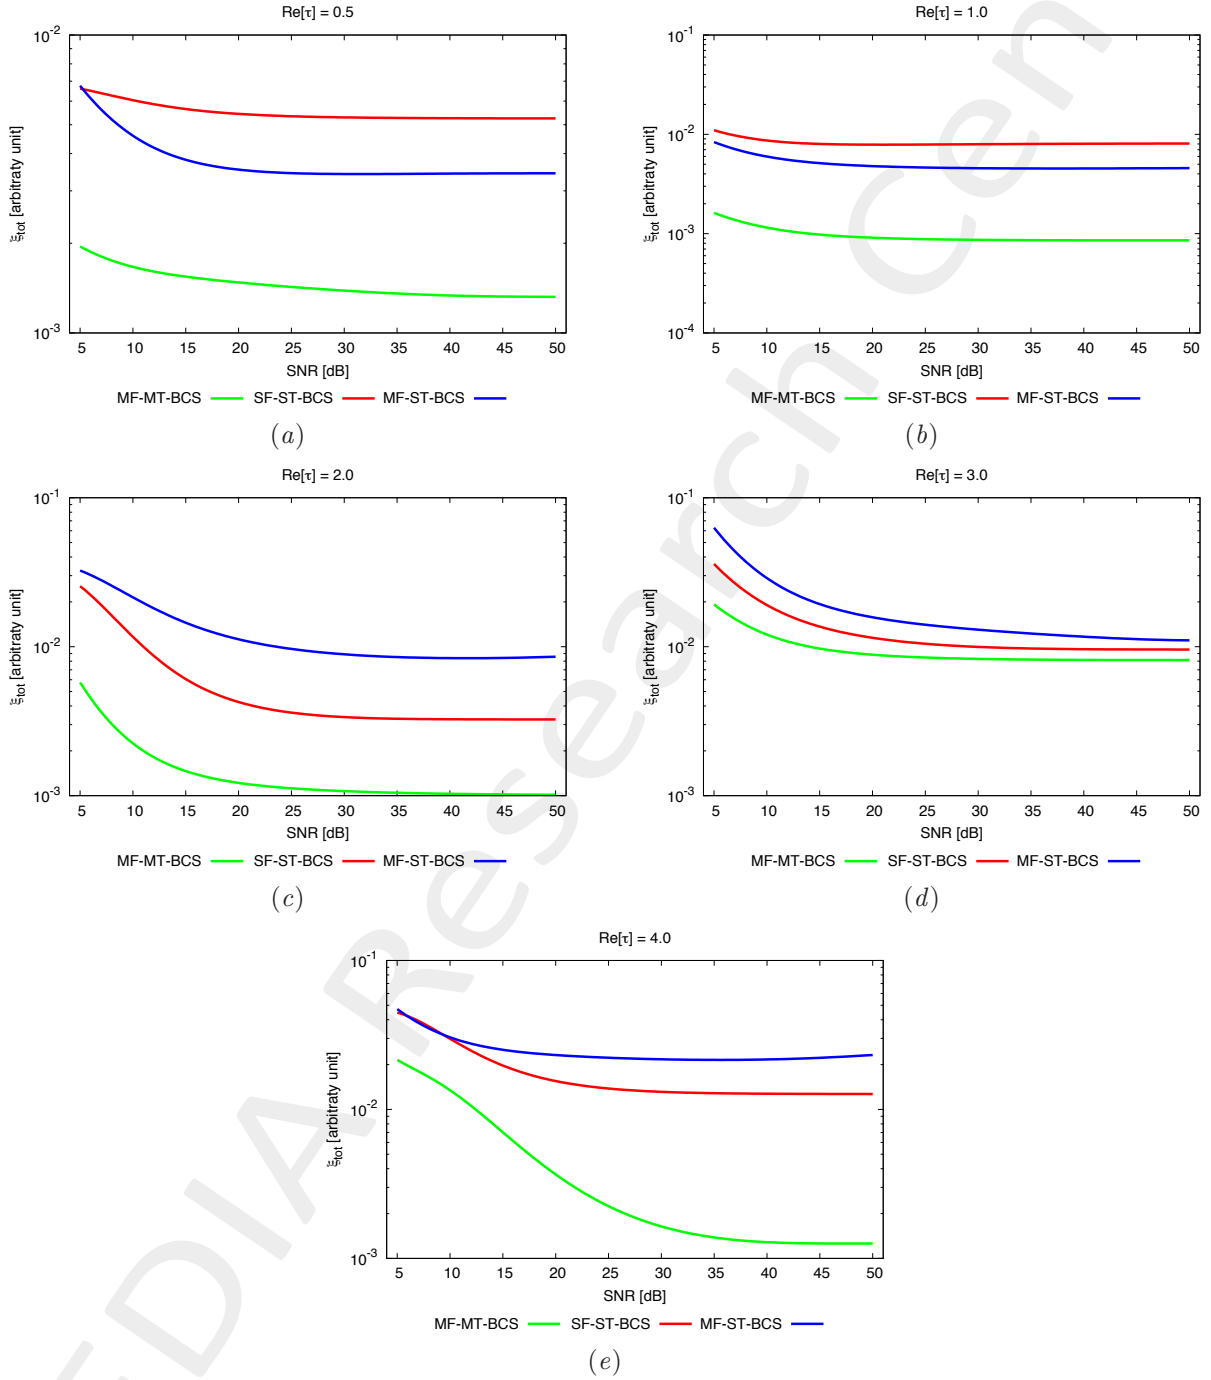 Re[τ] = 0.5
10⁻²
10⁻³
ξtot [arbitraty unit]
5 10 15 20 25 30 35 40 45 50
SNR [dB]
MF-MT-BCS SF-ST-BCS MF-ST-BCS
(a)
Re[τ] = 1.0
10⁻¹
10⁻²
10⁻³
10⁻⁴
ξtot [arbitraty unit]
5 10 15 20 25 30 35 40 45 50
SNR [dB]
MF-MT-BCS SF-ST-BCS MF-ST-BCS
(b)
Re[τ] = 2.0
10⁻¹
10⁻²
10⁻³
ξtot [arbitraty unit]
5 10 15 20 25 30 35 40 45 50
SNR [dB]
MF-MT-BCS SF-ST-BCS MF-ST-BCS
(c)
Re[τ] = 3.0
10⁻¹
10⁻²
10⁻³
ξtot [arbitraty unit]
5 10 15 20 25 30 35 40 45 50
SNR [dB]
MF-MT-BCS SF-ST-BCS MF-ST-BCS
(d)
Re[τ] = 4.0
10⁻¹
10⁻²
10⁻³
ξtot [arbitraty unit]
5 10 15 20 25 30 35 40 45 50
SNR [dB]
MF-MT-BCS SF-ST-BCS MF-ST-BCS
(e)
EDIA Research Cen